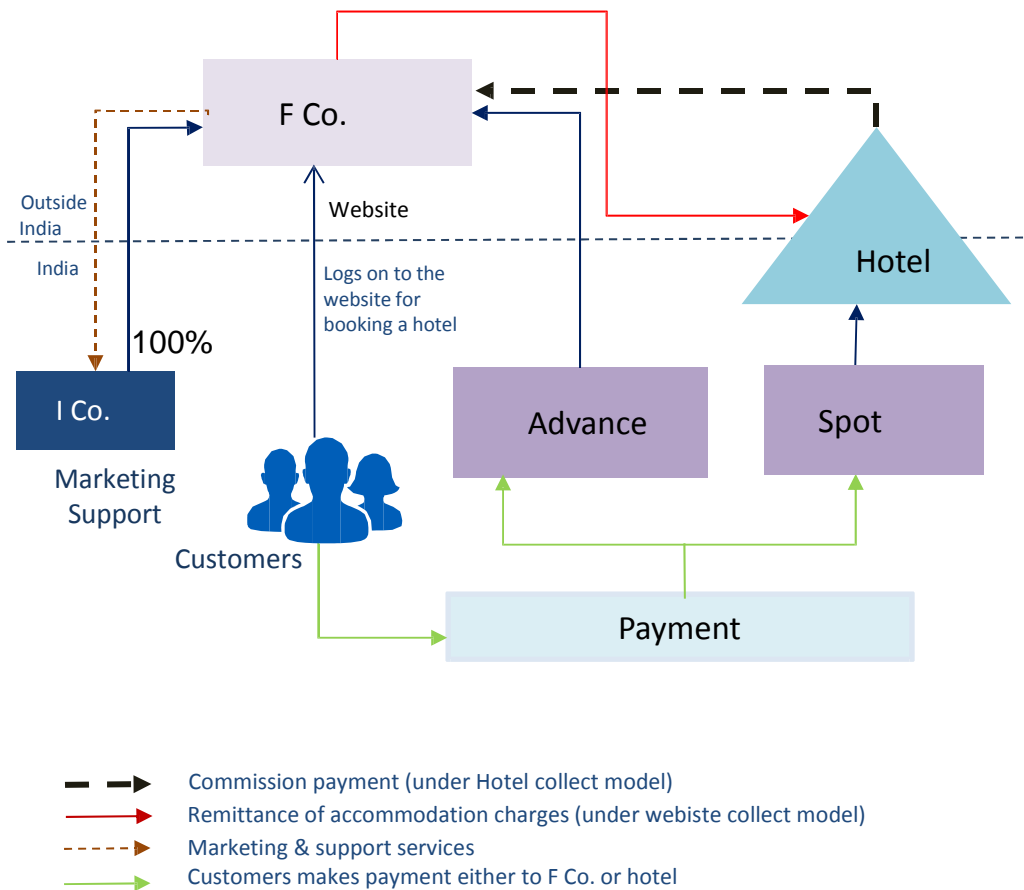 F Co.
Outside
India
Website
India
Logs on to the
website for
booking a hotel
Hotel
100%
I Co.
Advance
Spot
Marketing
Support
Customers
Payment
Commission payment (under Hotel collect model)
Remittance of accommodation charges (under webiste collect model)
Marketing & support services
Customers makes payment either to F Co. or hotel